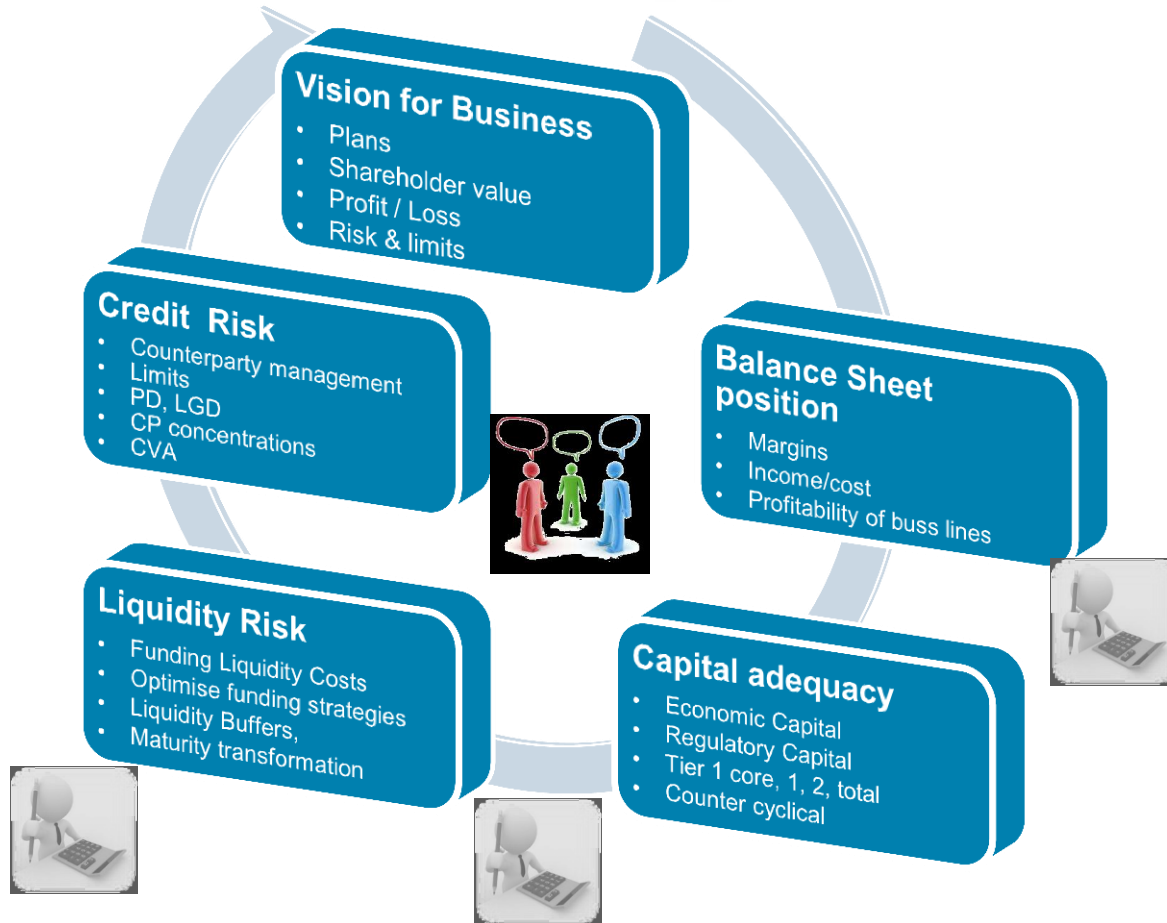 Vision for Business
• Plans
• Shareholder value
• Profit / Loss
• Risk & limits
Balance Sheet
position
• Margins
• Income/cost
• Profitability of buss lines
Capital adequacy
• Economic Capital
• Regulatory Capital
• Tier 1 core, 1, 2, total
• Counter cyclical
Liquidity Risk
• Funding Liquidity Costs
• Optimise funding strategies
• Liquidity Buffers,
• Maturity transformation
Credit  Risk
• Counterparty management
• Limits
• PD, LGD
• CP concentrations
• CVA